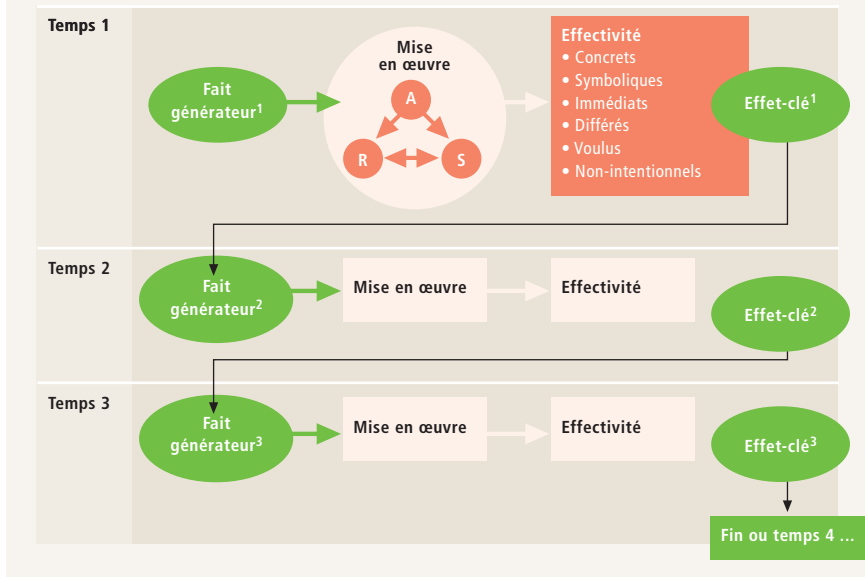 Temps 1
Fait
générateur¹
Mise
en œuvre
A
R
S
Effectivité
• Concrets
• Symboliques
• Immédiats
• Différés
• Voulus
• Non-intentionnels
Effet-clé¹
Temps 2
Fait
générateur²
Mise en œuvre
Effectivité
Effet-clé²
Temps 3
Fait
générateur³
Mise en œuvre
Effectivité
Effet-clé³
Fin ou temps 4 ...